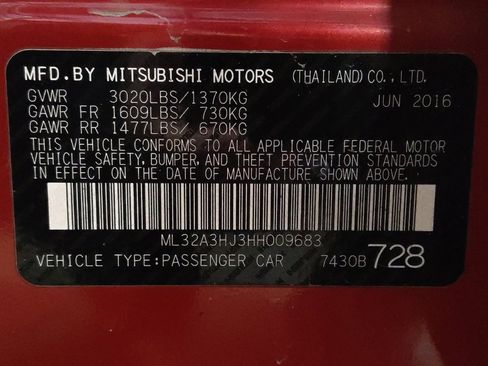 MFD.BY MITSUBISHI MOTORS (THAILAND) CO., LTD.
GVWR 3020LBS/1370KG JUN 2016
GAWR FR 1609LBS/ 730KG
GAWR RR 1477LBS/ 670KG
THIS VEHICLE CONFORMS TO ALL APPLICABLE FEDERAL MOTOR
VEHICLE SAFETY, BUMPER, AND THEFT PREVENTION STANDARDS
IN EFFECT ON THE DATE OF MANUFACTURE SHOWN ABOVE.
ML32A3HJ3HH009683
VEHICLE TYPE:PASSENGER CAR 7430B 728